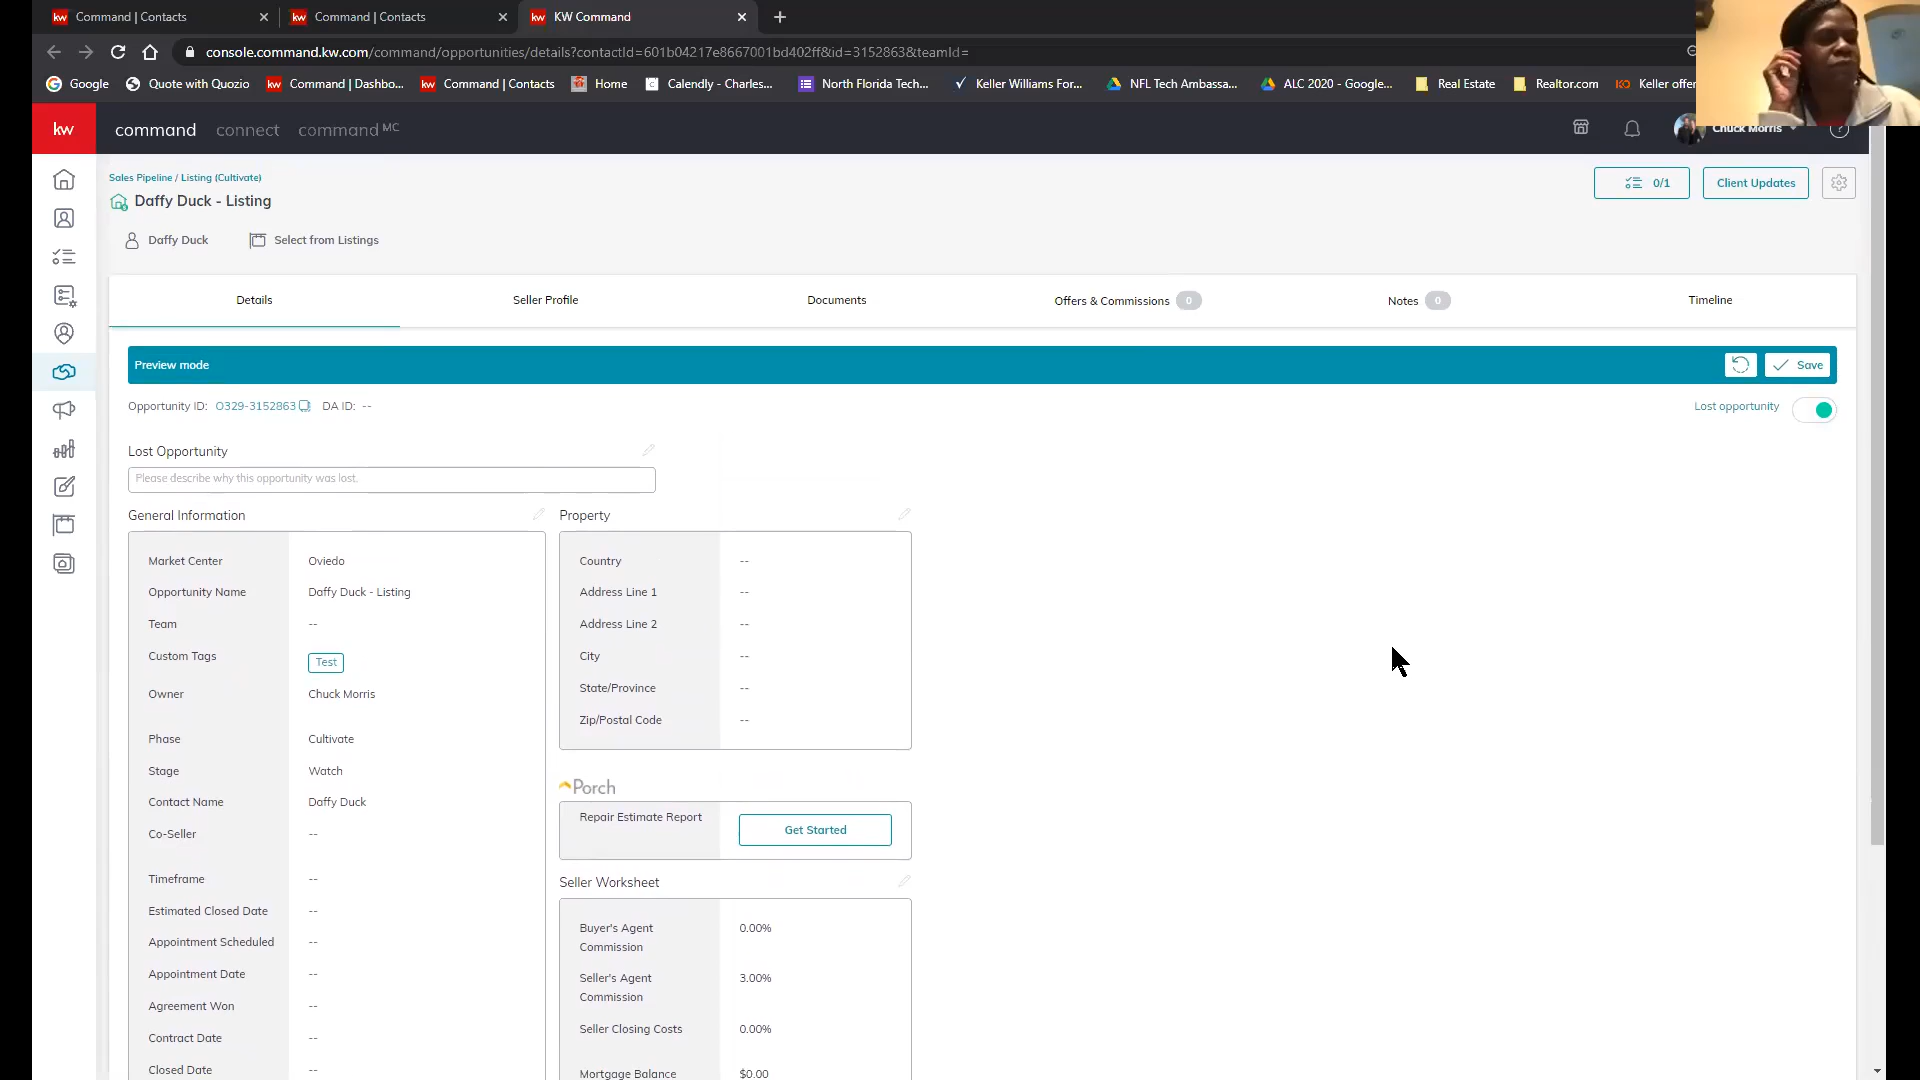 kw Command | Contacts × kw Command | Contacts × kw KW Command × +
console.command.kw.com/command/opportunities/details?contactId=601b04217e8667001bd402ff&id=3152863&teamId=
Google Quote with Quozio Command | Dashbo... Command | Contacts Home Calendly - Charles... North Florida Tech... Keller Williams For... NFL Tech Ambassa... ALC 2020 - Google... Real Estate Realtor.com Keller offer
kw command connect command MC Chuck Morris
Sales Pipeline / Listing (Cultivate)
Daffy Duck - Listing
0/1 Client Updates
Daffy Duck Select from Listings
Details Seller Profile Documents Offers & Commissions 0 Notes 0 Timeline
Preview mode Save
Opportunity ID: O329-3152863 DA ID: -- Lost opportunity
Lost Opportunity
Please describe why this opportunity was lost.
General Information
Market Center Oviedo
Opportunity Name Daffy Duck - Listing
Team --
Custom Tags Test
Owner Chuck Morris
Phase Cultivate
Stage Watch
Contact Name Daffy Duck
Co-Seller --
Timeframe --
Estimated Closed Date --
Appointment Scheduled --
Appointment Date --
Agreement Won --
Contract Date --
Closed Date --
Property
Country --
Address Line 1 --
Address Line 2 --
City --
State/Province --
Zip/Postal Code --
Porch
Repair Estimate Report Get Started
Seller Worksheet
Buyer's Agent
Commission 0.00%
Seller's Agent
Commission 3.00%
Seller Closing Costs 0.00%
Mortgage Balance $0.00